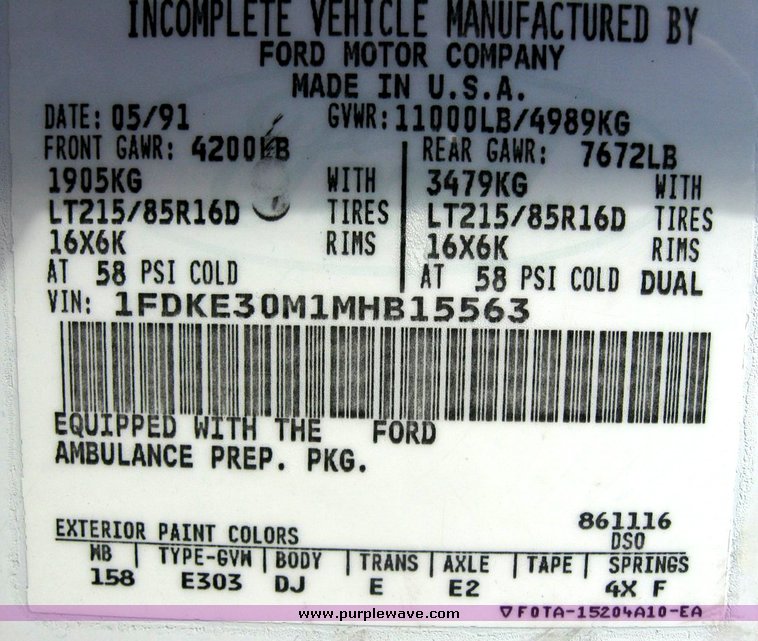 INCOMPLETE VEHICLE MANUFACTURED BY
FORD MOTOR COMPANY
MADE IN U.S.A.
DATE: 05/91 GVWR: 11000LB/4989KG
FRONT GAWR: 4200LB REAR GAWR: 7672LB
1905KG WITH 3479KG WITH
LT215/85R16D TIRES LT215/85R16D TIRES
16X6K RIMS 16X6K RIMS
AT 58 PSI COLD AT 58 PSI COLD DUAL
VIN: 1FDKE30M1MHB15563
EQUIPPED WITH THE FORD
AMBULANCE PREP. PKG.
861116
EXTERIOR PAINT COLORS DSO
WB TYPE-GVW BODY TRANS AXLE TAPE SPRINGS
158 E303 DJ E E2 4X F
www.purplewave.com
F0TA-15204A10-EA